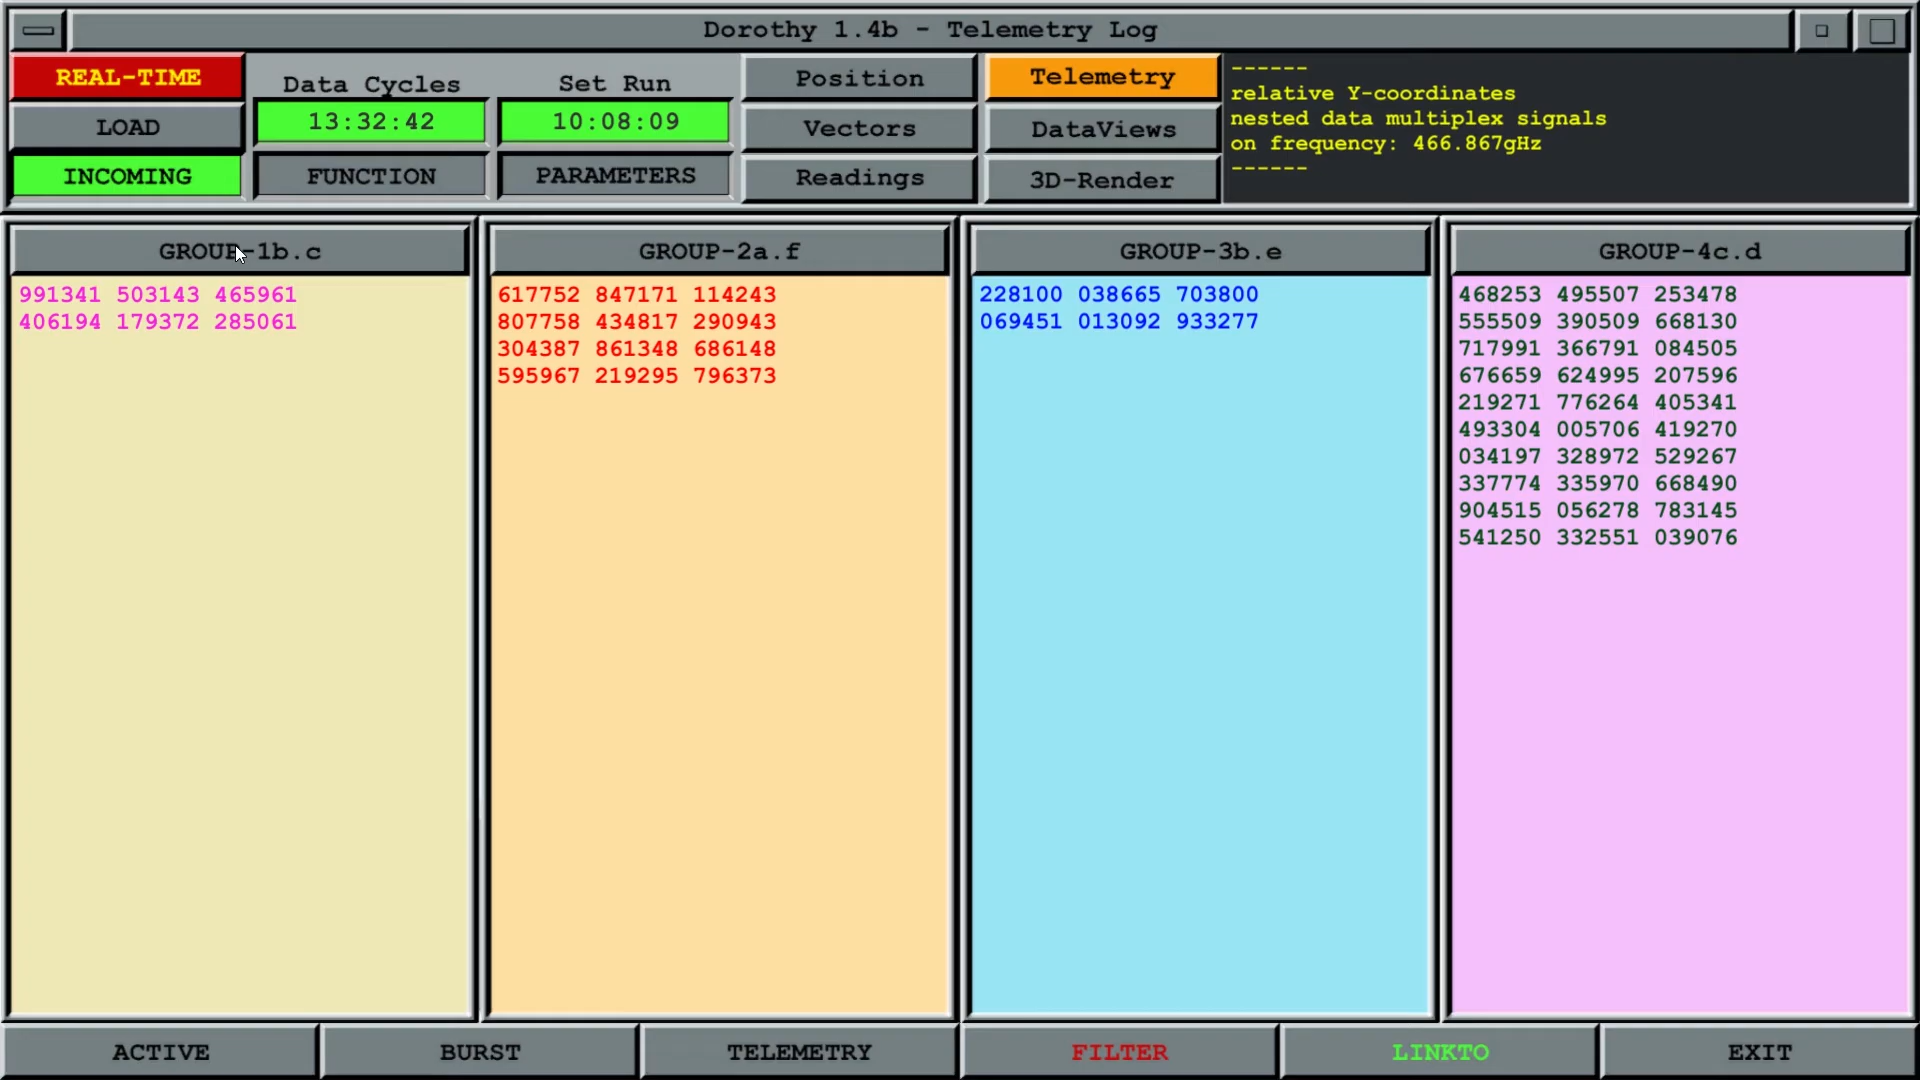 Dorothy 1.4b - Telemetry Log
REAL-TIME
LOAD
INCOMING
Data Cycles
13:32:42
FUNCTION
Set Run
10:08:09
PARAMETERS
Position
Vectors
Readings
Telemetry
DataViews
3D-Render
------
relative Y-coordinates
nested data multiplex signals
on frequency: 466.867gHz
------
GROUP-1b.c
991341 503143 465961
406194 179372 285061
GROUP-2a.f
617752 847171 114243
807758 434817 290943
304387 861348 686148
595967 219295 796373
GROUP-3b.e
228100 038665 703800
069451 013092 933277
GROUP-4c.d
468253 495507 253478
555509 390509 668130
717991 366791 084505
676659 624995 207596
219271 776264 405341
493304 005706 419270
034197 328972 529267
337774 335970 668490
904515 056278 783145
541250 332551 039076
ACTIVE
BURST
TELEMETRY
FILTER
LINKTO
EXIT